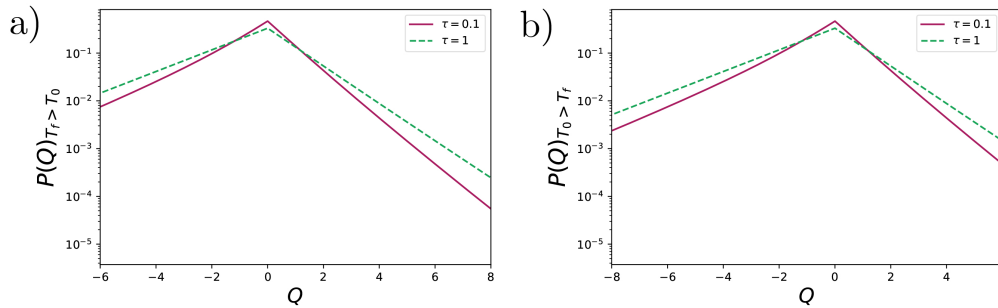 a)
P(Q)_{T_f > T_0}
10^{-1}
10^{-2}
10^{-3}
10^{-4}
10^{-5}
−6 −4 −2 0 2 4 6 8
Q
τ = 0.1
τ = 1
b)
P(Q)_{T_0 > T_f}
10^{-1}
10^{-2}
10^{-3}
10^{-4}
10^{-5}
−8 −6 −4 −2 0 2 4
Q
τ = 0.1
τ = 1